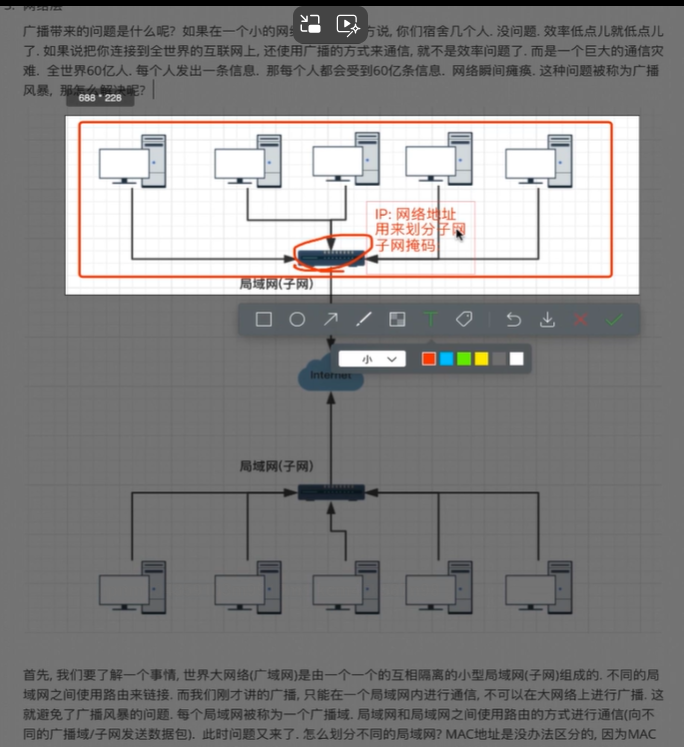 3. 网络层
广播带来的问题是什么呢? 如果在一个小的网络 方说, 你们宿舍几个人. 没问题. 效率低点儿就低点儿
了. 如果说把你连接到全世界的互联网上, 还使用广播的方式来通信, 就不是效率问题了. 而是一个巨大的通信灾
难. 全世界60亿人. 每个人发出一条信息. 那每个人都会受到60亿条信息. 网络瞬间瘫痪. 这种问题被称为广播
风暴, 那怎么解决呢?
688 * 228
IP: 网络地址
用来划分子网
子网掩码
局域网(子网)
小
Internet
局域网(子网)
首先, 我们要了解一个事情, 世界大网络(广域网)是由一个一个的互相隔离的小型局域网(子网)组成的. 不同的局
域网之间使用路由来链接. 而我们刚才讲的广播, 只能在一个局域网内进行通信, 不可以在大网络上进行广播. 这
就避免了广播风暴的问题. 每个局域网被称为一个广播域. 局域网和局域网之间使用路由的方式进行通信(向不
同的广播域/子网发送数据包). 此时问题又来了. 怎么划分不同的局域网? MAC地址是没办法区分的, 因为MAC